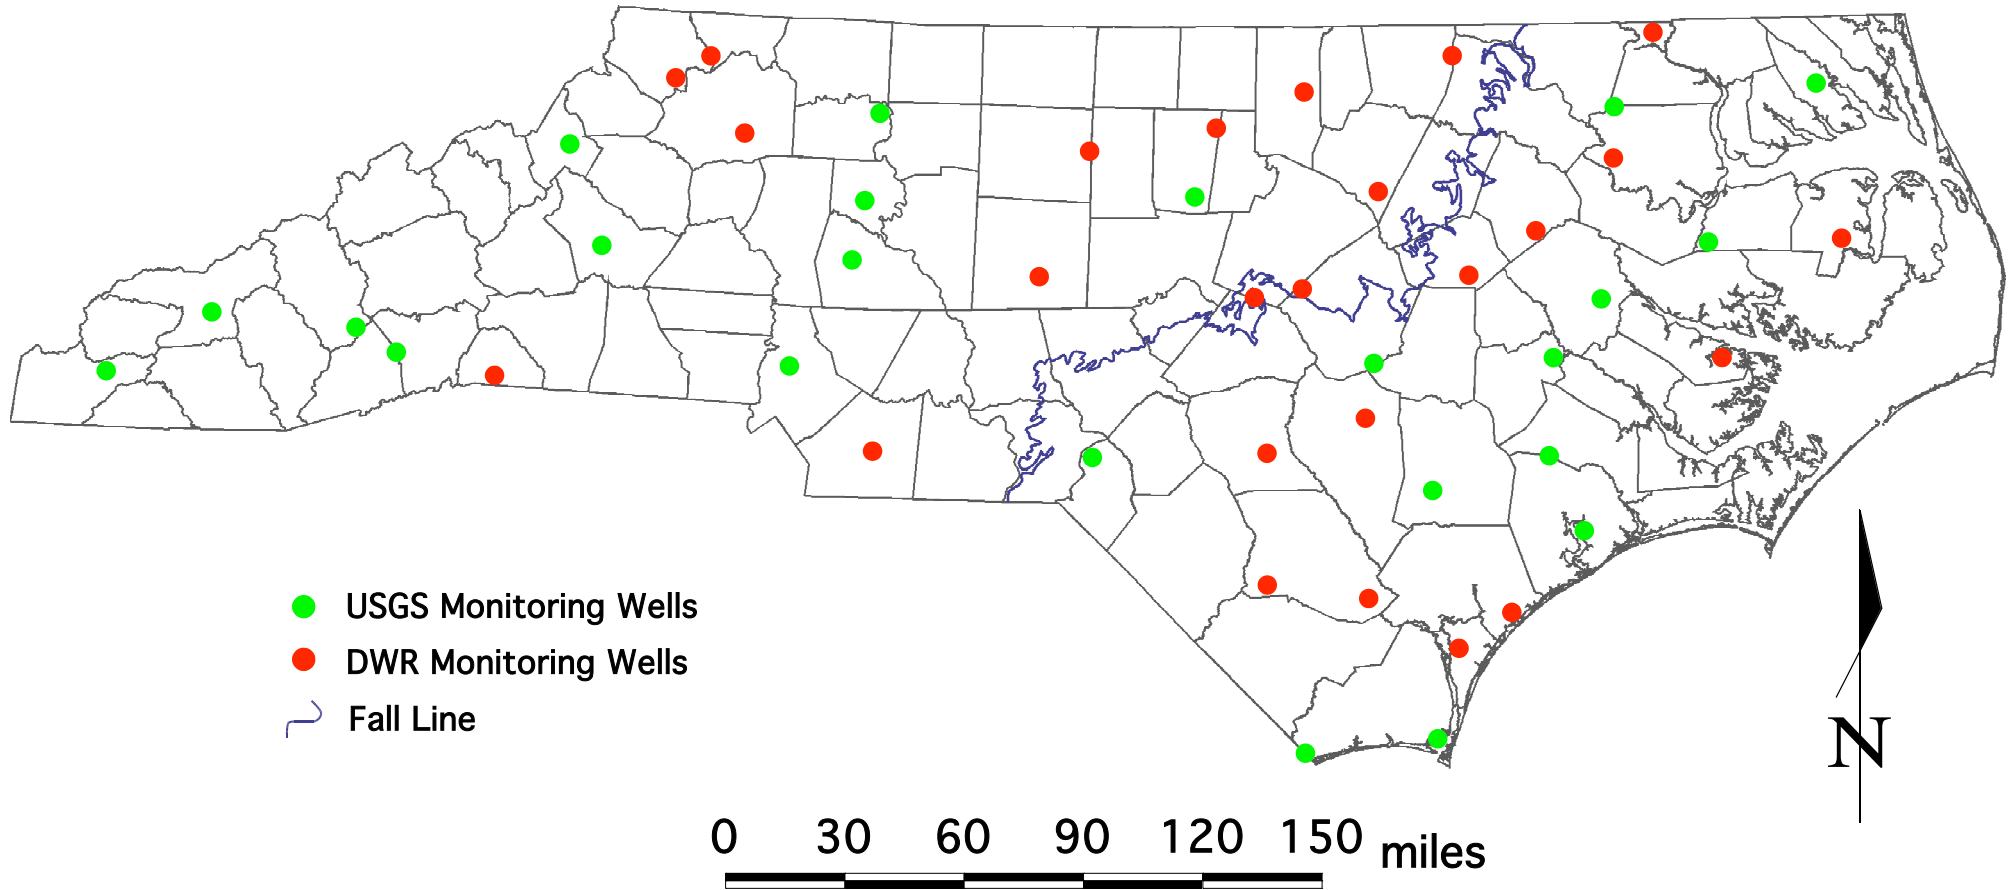 USGS Monitoring Wells
DWR Monitoring Wells
Fall Line
N
0 30 60 90 120 150 miles